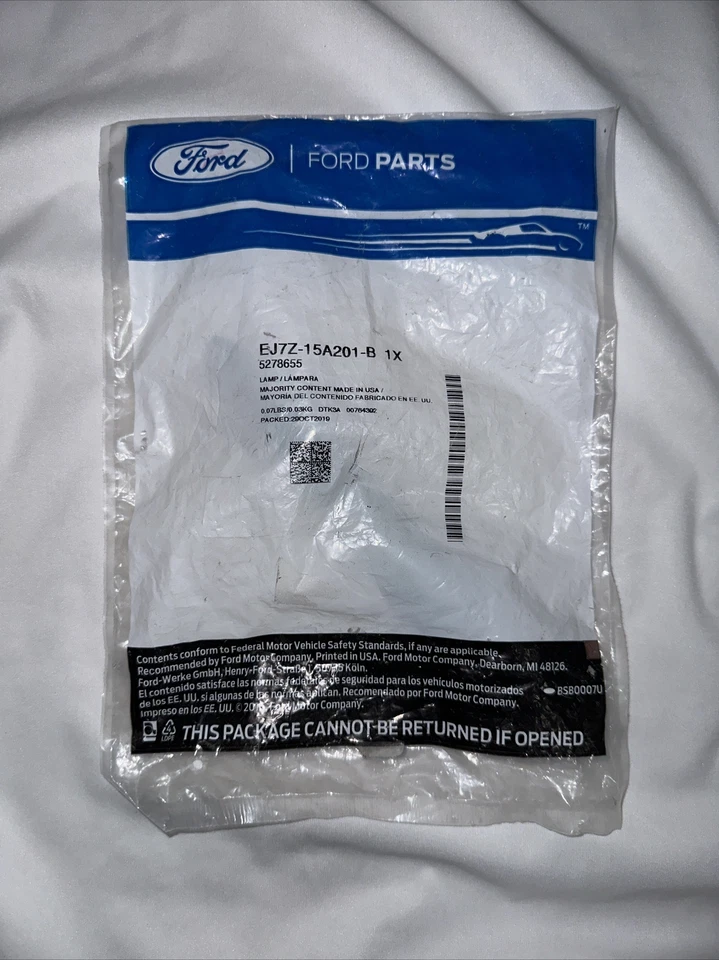 Ford | FORD PARTS
TM
EJ7Z-15A201-B 1X
5278655
LAMP / LÁMPARA
MAJORITY CONTENT MADE IN USA /
MAYORÍA DEL CONTENIDO FABRICADO EN EE. UU.
0.07LBS/0.03KG DTK3A 00764302
PACKED:29OCT2019
Contents conform to Federal Motor Vehicle Safety Standards, if any are applicable.
Recommended by Ford Motor Company. Printed in USA. Ford Motor Company, Dearborn, MI 48126.
Ford-Werke GmbH, Henry-Ford-Straße 1, Köln.
El contenido satisface las normas federales de seguridad para los vehículos motorizados
de los EE. UU. si algunas de las normas aplican. Recomendado por Ford Motor Company.
Impreso en los EE. UU. © Ford Motor Company.
BSB0007U
LDPE
THIS PACKAGE CANNOT BE RETURNED IF OPENED